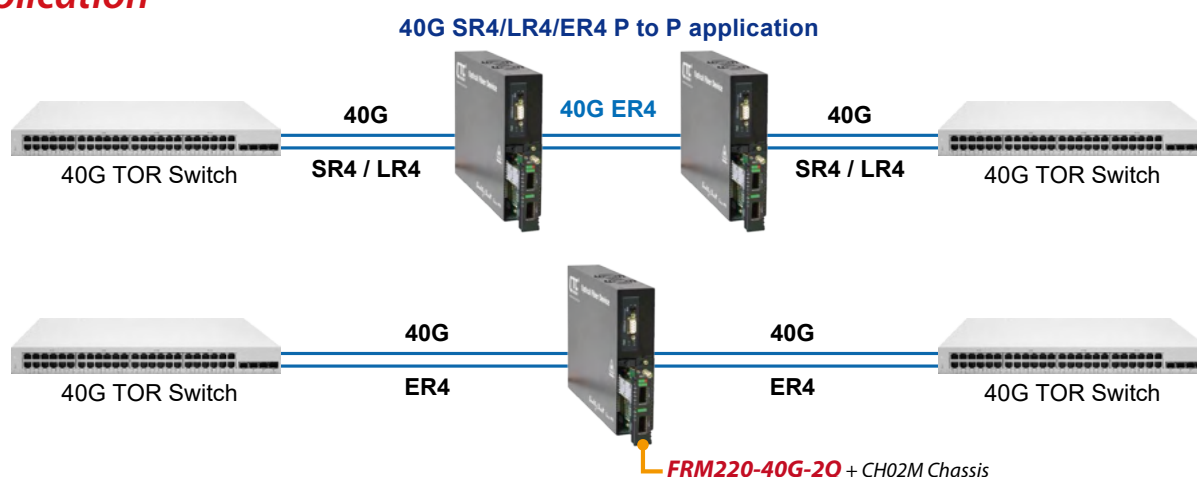 plication
40G SR4/LR4/ER4 P to P application
40G
40G ER4
40G
SR4 / LR4
SR4 / LR4
40G TOR Switch
40G TOR Switch
40G
40G
ER4
ER4
40G TOR Switch
40G TOR Switch
FRM220-40G-2O + CH02M Chassis